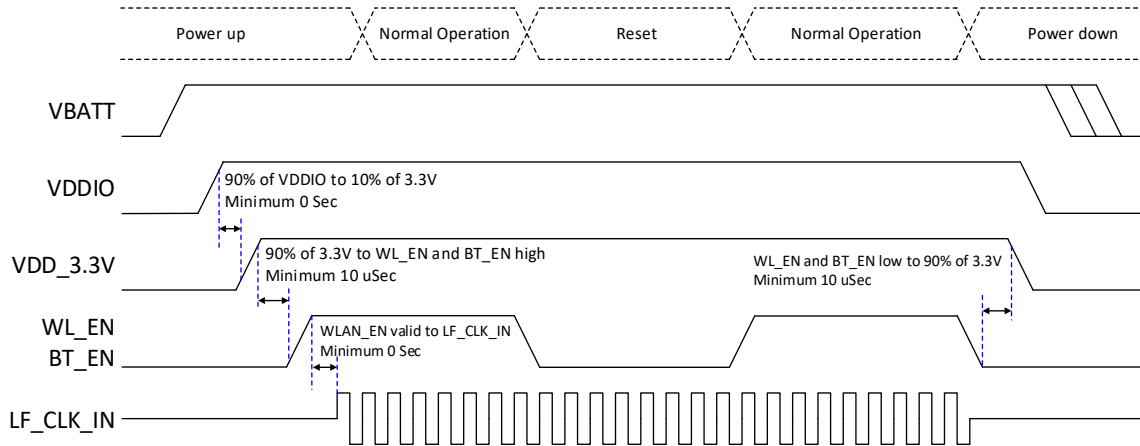 Power up
Normal Operation
Reset
Normal Operation
Power down
VBATT
VDDIO
90% of VDDIO to 10% of 3.3V
Minimum 0 Sec
VDD_3.3V
90% of 3.3V to WL_EN and BT_EN high
Minimum 10 uSec
WL_EN and BT_EN low to 90% of 3.3V
Minimum 10 uSec
WL_EN
BT_EN
WLAN_EN valid to LF_CLK_IN
Minimum 0 Sec
LF_CLK_IN